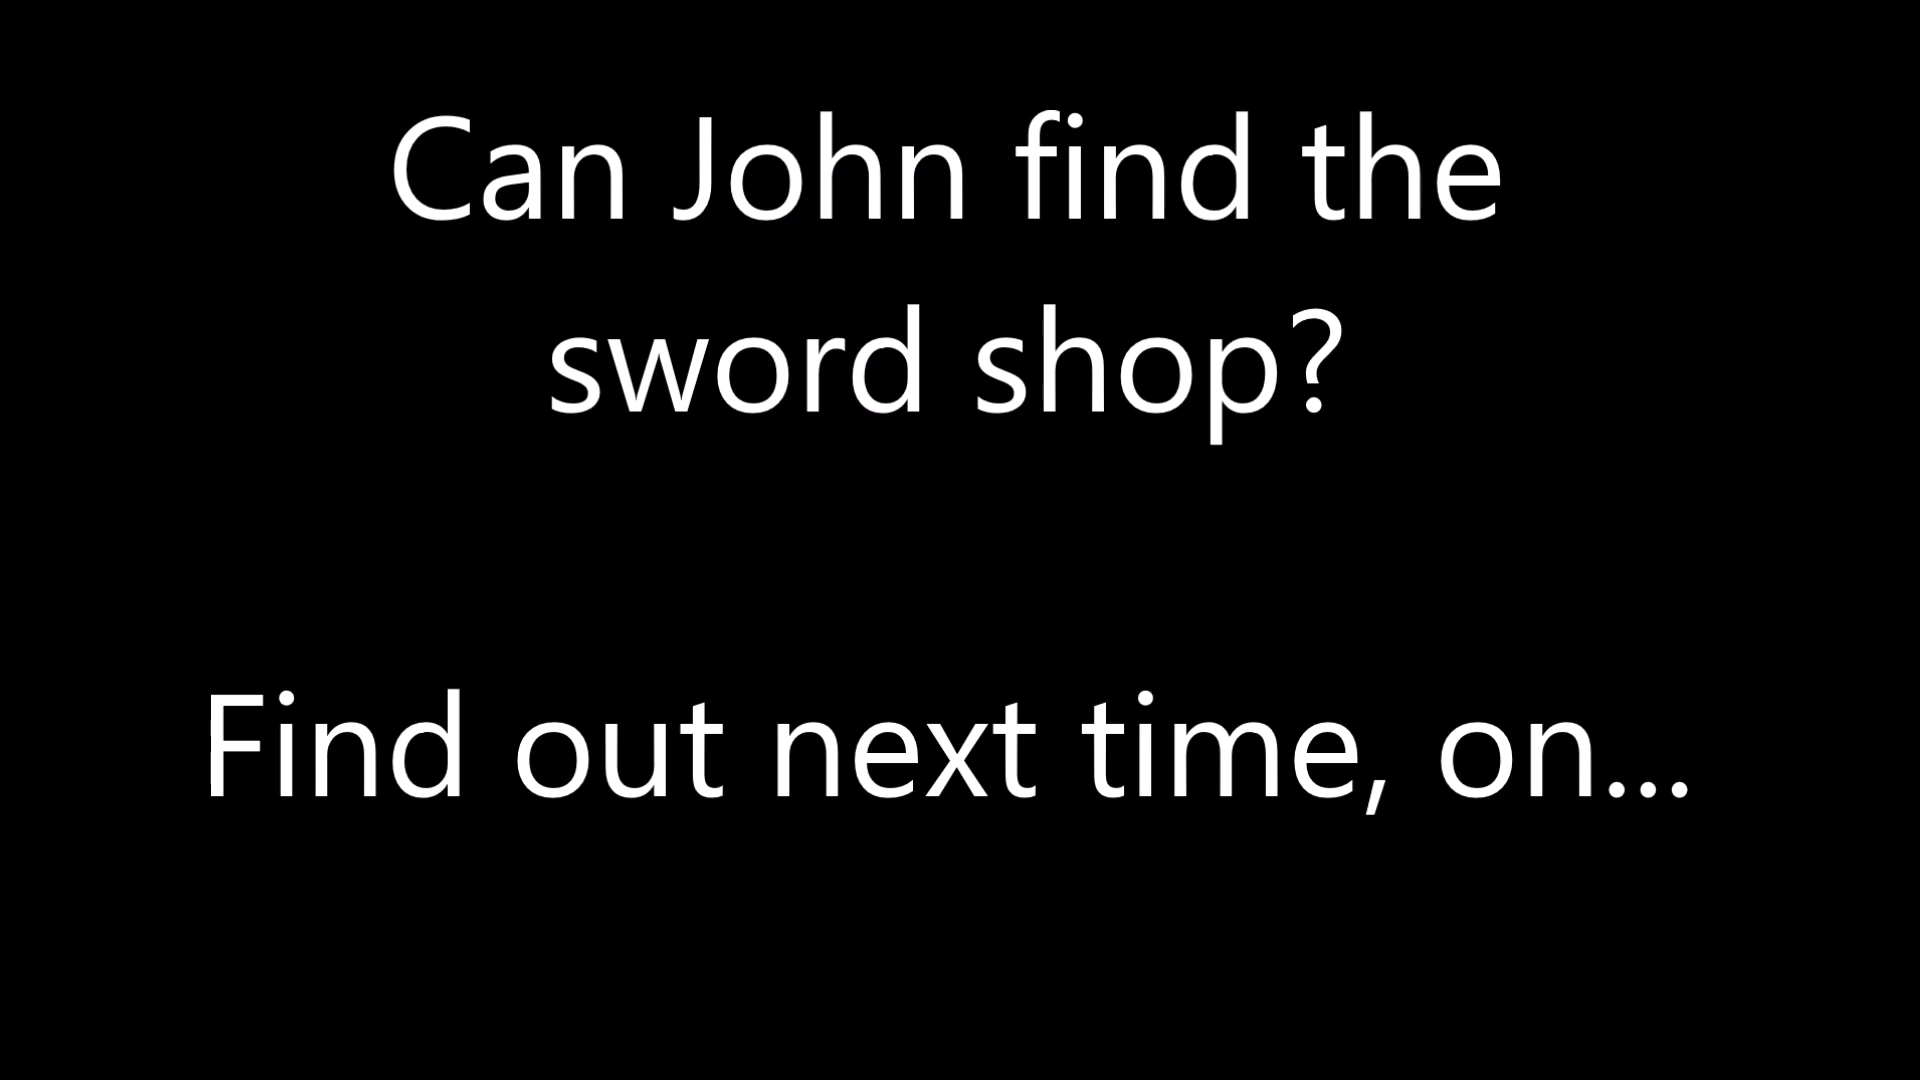 Can John find the
sword shop?
Find out next time, on...